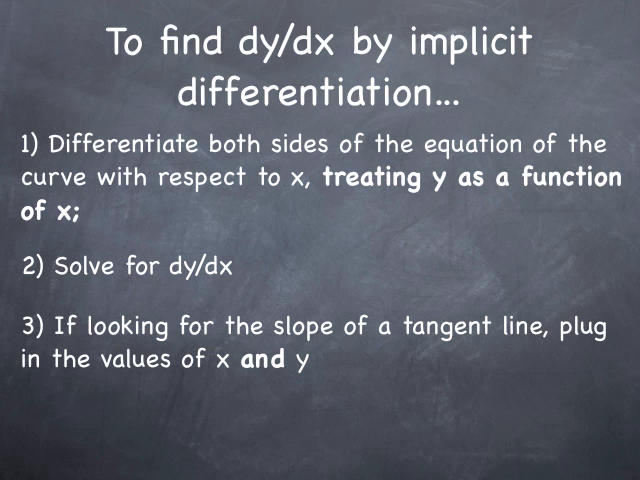 To find dy/dx by implicit
differentiation...
1) Differentiate both sides of the equation of the
curve with respect to x, treating y as a function
of x;
2) Solve for dy/dx
3) If looking for the slope of a tangent line, plug
in the values of x and y